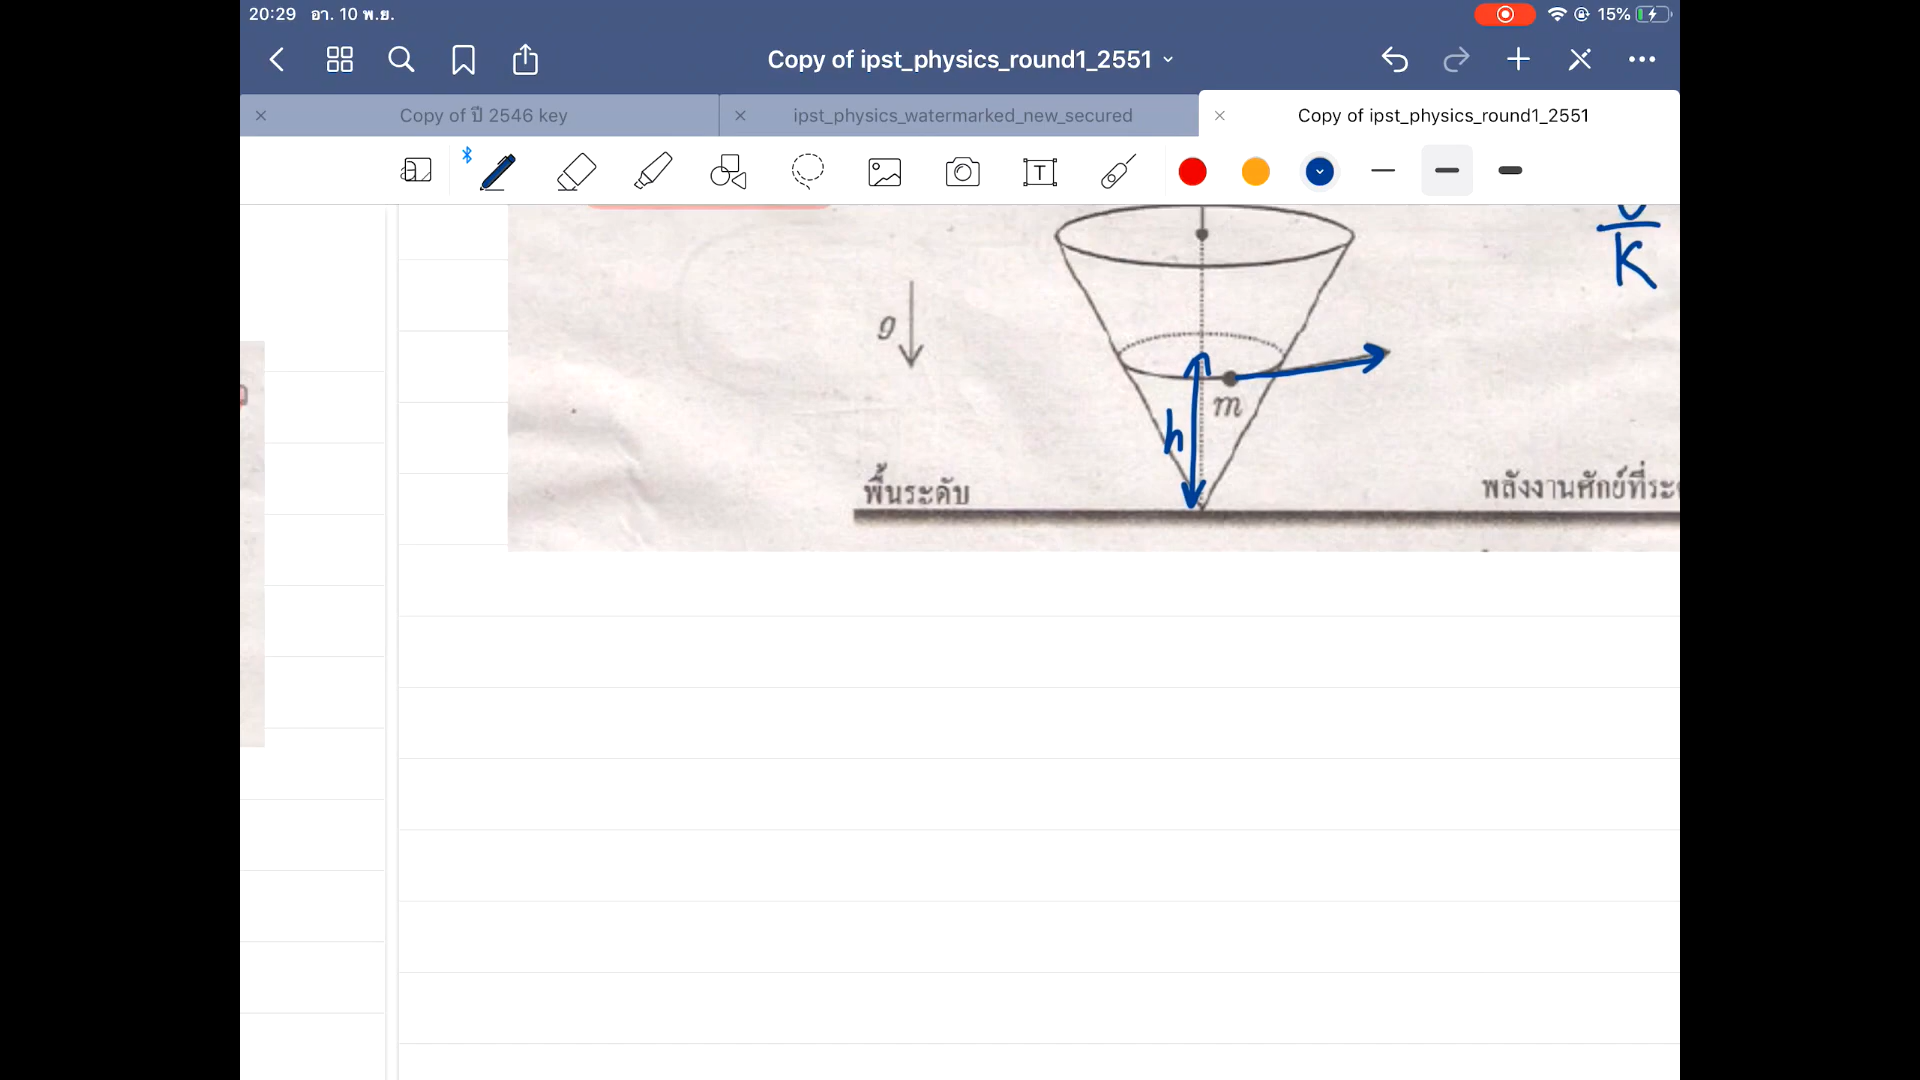 20:29 อา. 10 พ.ย.
15%
Copy of ipst_physics_round1_2551
Copy of ปี 2546 key
ipst_physics_watermarked_new_secured
Copy of ipst_physics_round1_2551
T
K
g
m
h
พื้นระดับ
พลังงานศักย์ที่ระ